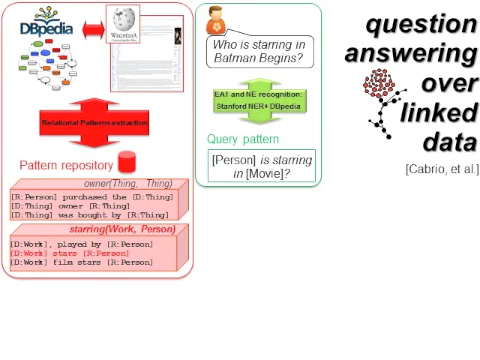 DBpedia
WIKIPEDIA
Relational Patterns extraction
Pattern repository
owner(Thing, Thing)
[R:Person] purchased the [D:Thing]
[D:Thing] owner [R:Thing]
[D:Thing] was bought by [R:Thing]
starring(Work, Person)
[D:Work], played by [R:Person]
[D:Work] stars [R:Person]
[D:Work] film stars [R:Person]
Who is starring in
Batman Begins?
EAT and NE recognition:
Stanford NER+ DBpedia
Query pattern
[Person] is starring
in [Movie]?
question
answering
over
linked
data
[Cabrio, et al.]